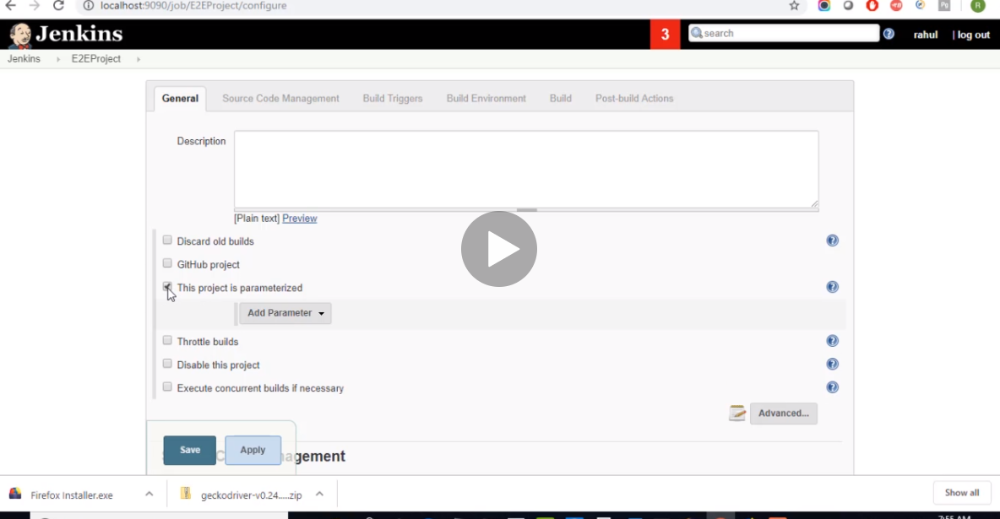 localhost:9090/job/E2EProject/configure
Jenkins 3 search rahul | log out
Jenkins E2EProject
General Source Code Management Build Triggers Build Environment Build Post-build Actions
Description
[Plain text] Preview
Discard old builds
GitHub project
This project is parameterized
Add Parameter
Throttle builds
Disable this project
Execute concurrent builds if necessary
Advanced...
Save Apply agement
Firefox Installer.exe geckodriver-v0.24.....zip Show all
7:55 AM